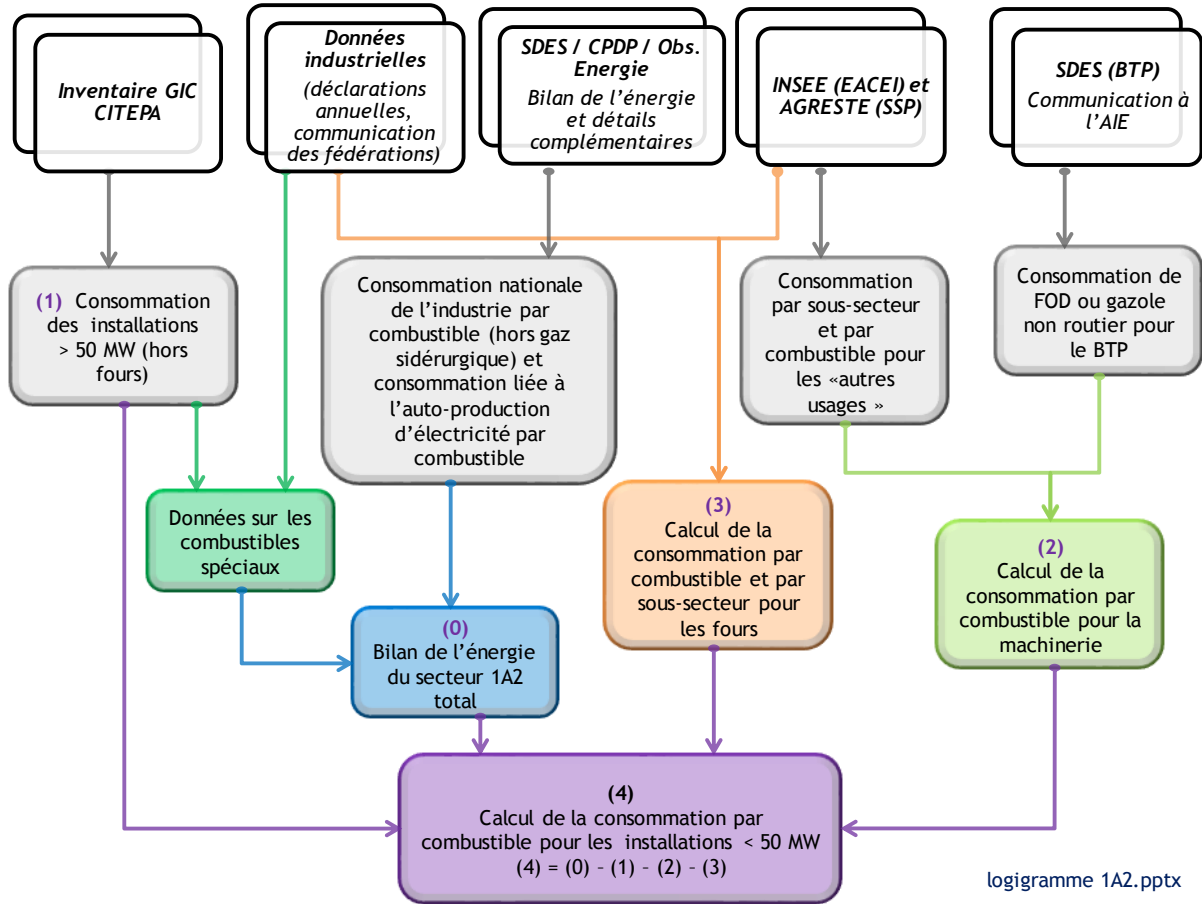 Inventaire GIC
CITEPA
Données
industrielles
(déclarations
annuelles,
communication
des fédérations)
SDES / CPDP / Obs.
Energie
Bilan de l’énergie
et détails
complémentaires
INSEE (EACEI) et
AGRESTE (SSP)
SDES (BTP)
Communication à
l’AIE
(1) Consommation
des installations
> 50 MW (hors
fours)
Consommation nationale
de l’industrie par
combustible (hors gaz
sidérurgique) et
consommation liée à
l’auto-production
d’électricité par
combustible
Consommation
par sous-secteur
et par
combustible pour
les «autres
usages »
Consommation de
FOD ou gazole
non routier pour
le BTP
Données sur les
combustibles
spéciaux
(3)
Calcul de la
consommation par
combustible et par
sous-secteur pour
les fours
(2)
Calcul de la
consommation par
combustible pour la
machinerie
(0)
Bilan de l’énergie
du secteur 1A2
total
(4)
Calcul de la consommation par
combustible pour les installations < 50 MW
(4) = (0) – (1) – (2) – (3)
logigramme 1A2.pptx